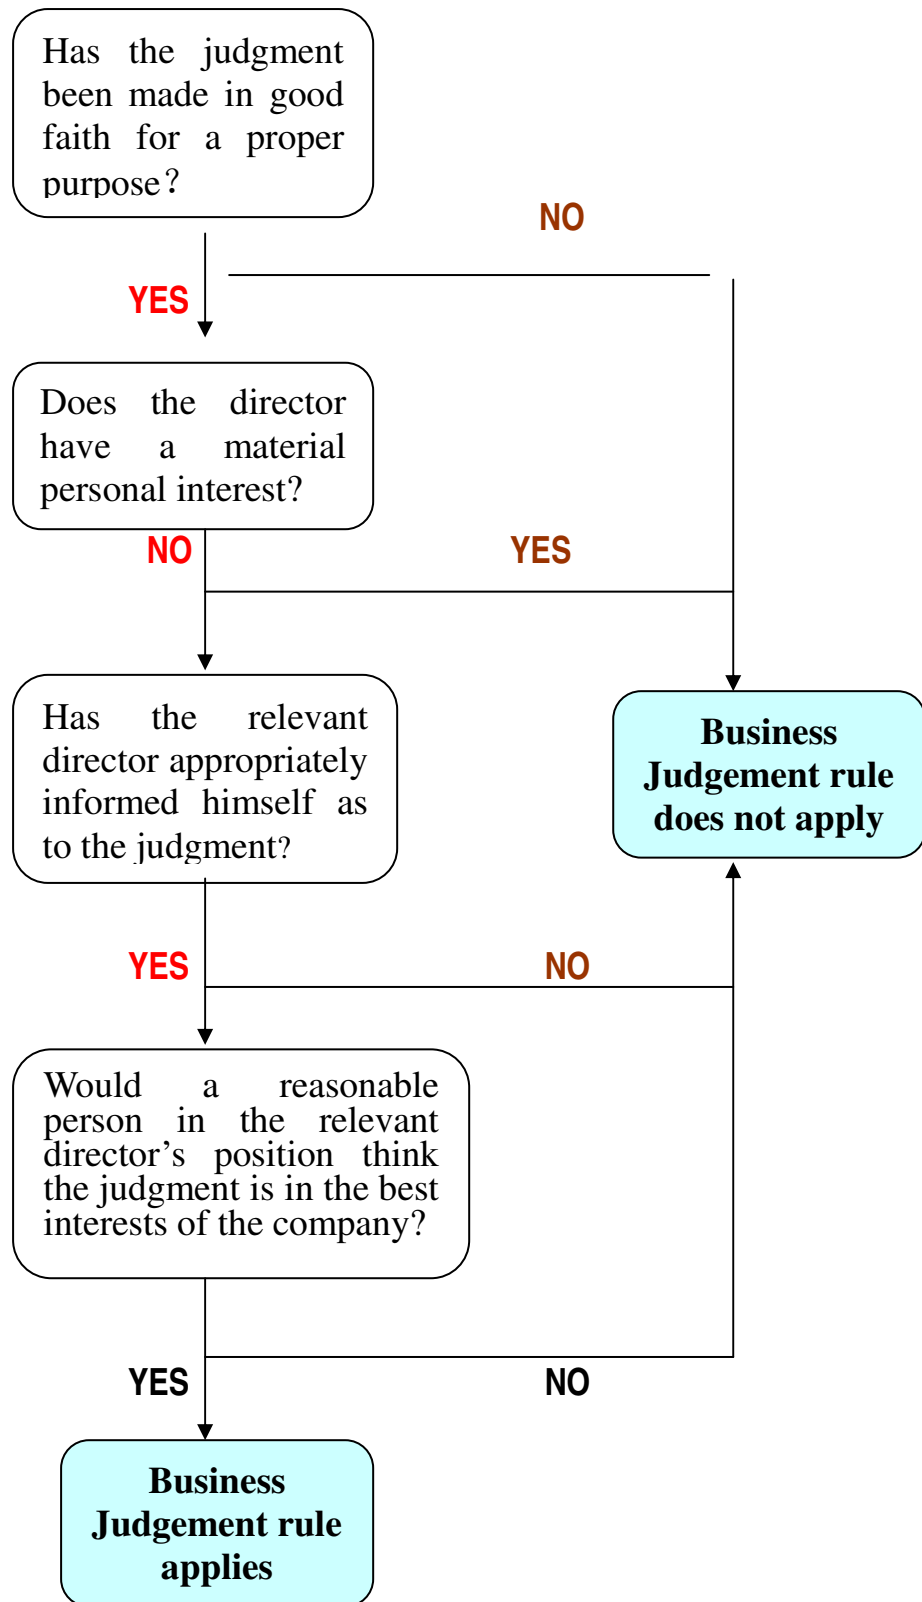 Has the judgment
been made in good
faith for a proper
purpose?
NO
YES
Does the director
have a material
personal interest?
NO
YES
Has the relevant
director appropriately
informed himself as
to the judgment?
Business
Judgement rule
does not apply
YES
NO
Would a reasonable
person in the relevant
director’s position think
the judgment is in the best
interests of the company?
YES
NO
Business
Judgement rule
applies